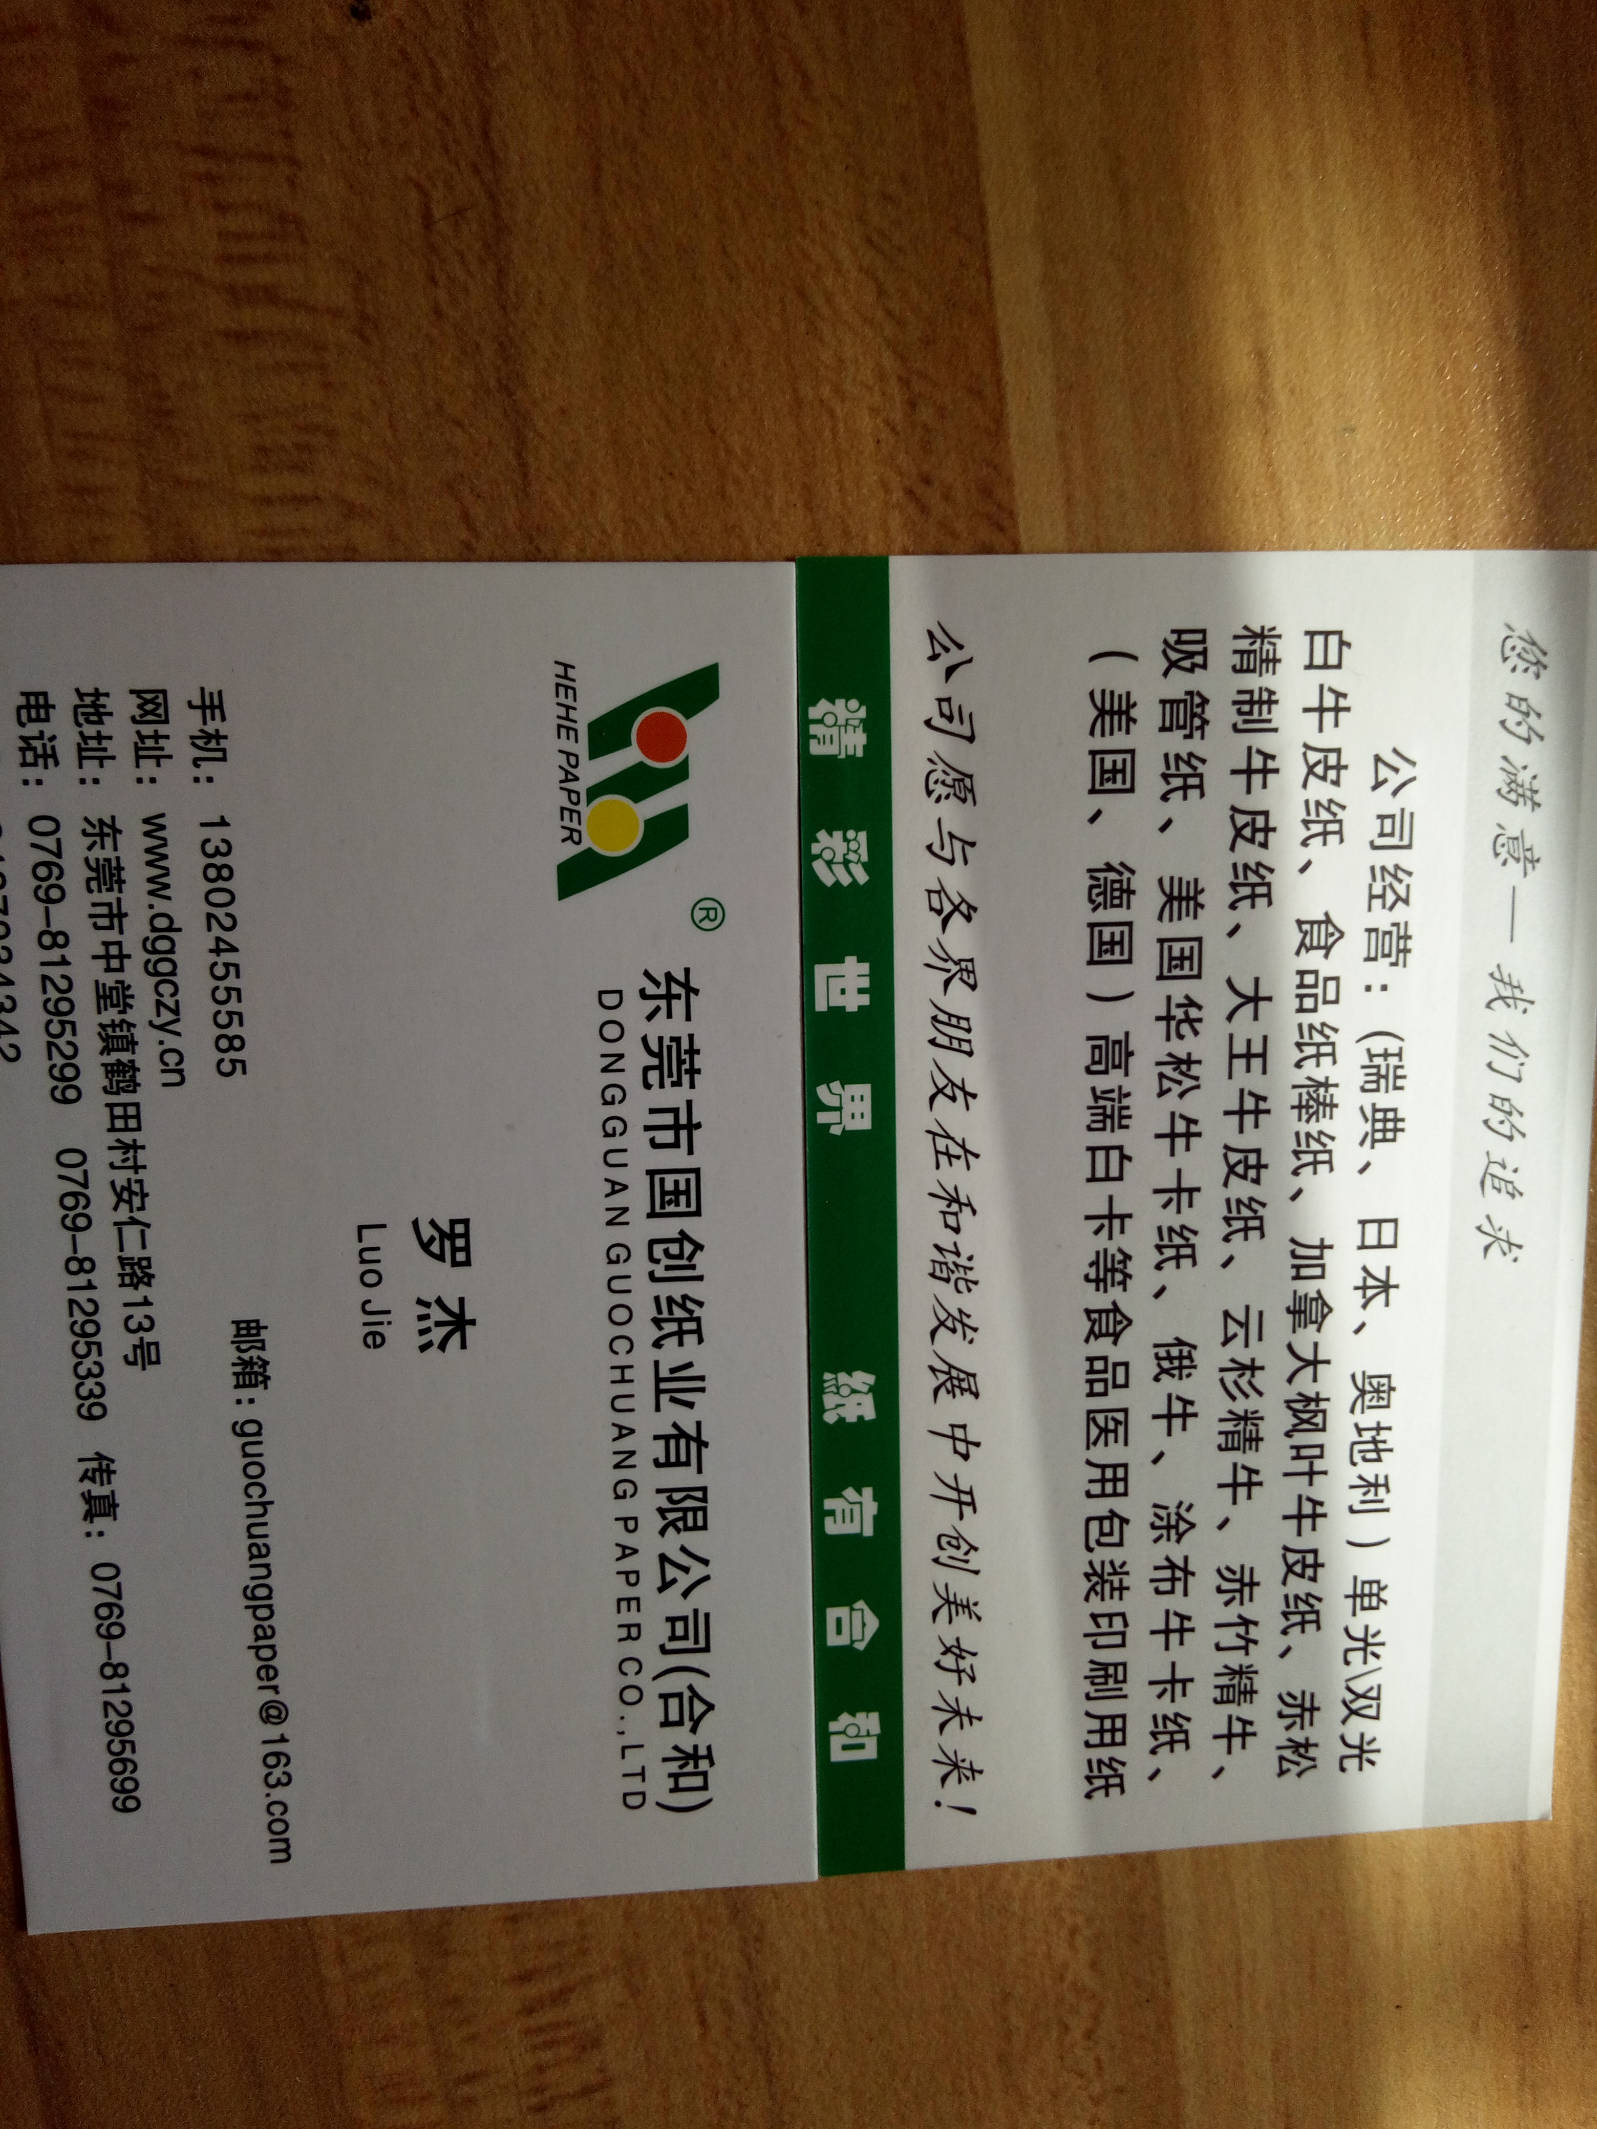 您的满意—我们的追求
公司经营：（瑞典、日本、奥地利）单光\双光
白牛皮纸、食品纸棒纸、加拿大枫叶牛皮纸、赤松
精制牛皮纸、大王牛皮纸、云杉精牛、赤竹精牛、
吸管纸、美国华松牛卡纸、俄牛、涂布牛卡纸、
（美国、德国）高端白卡等食品医用包装印刷用纸
公司愿与各界朋友在和谐发展中开创美好未来！
精彩世界 纸有合和
®
HEHE PAPER
东莞市国创纸业有限公司(合和)
DONGGUAN GUOCHUANG PAPER CO.,LTD
罗杰
Luo Jie
手机：13802455585
邮箱：guochuangpaper@163.com
网址：www.dggczy.cn
地址：东莞市中堂镇鹤田村安仁路13号
电话：0769-81295299 0769-81295339 传真：0769-81295699